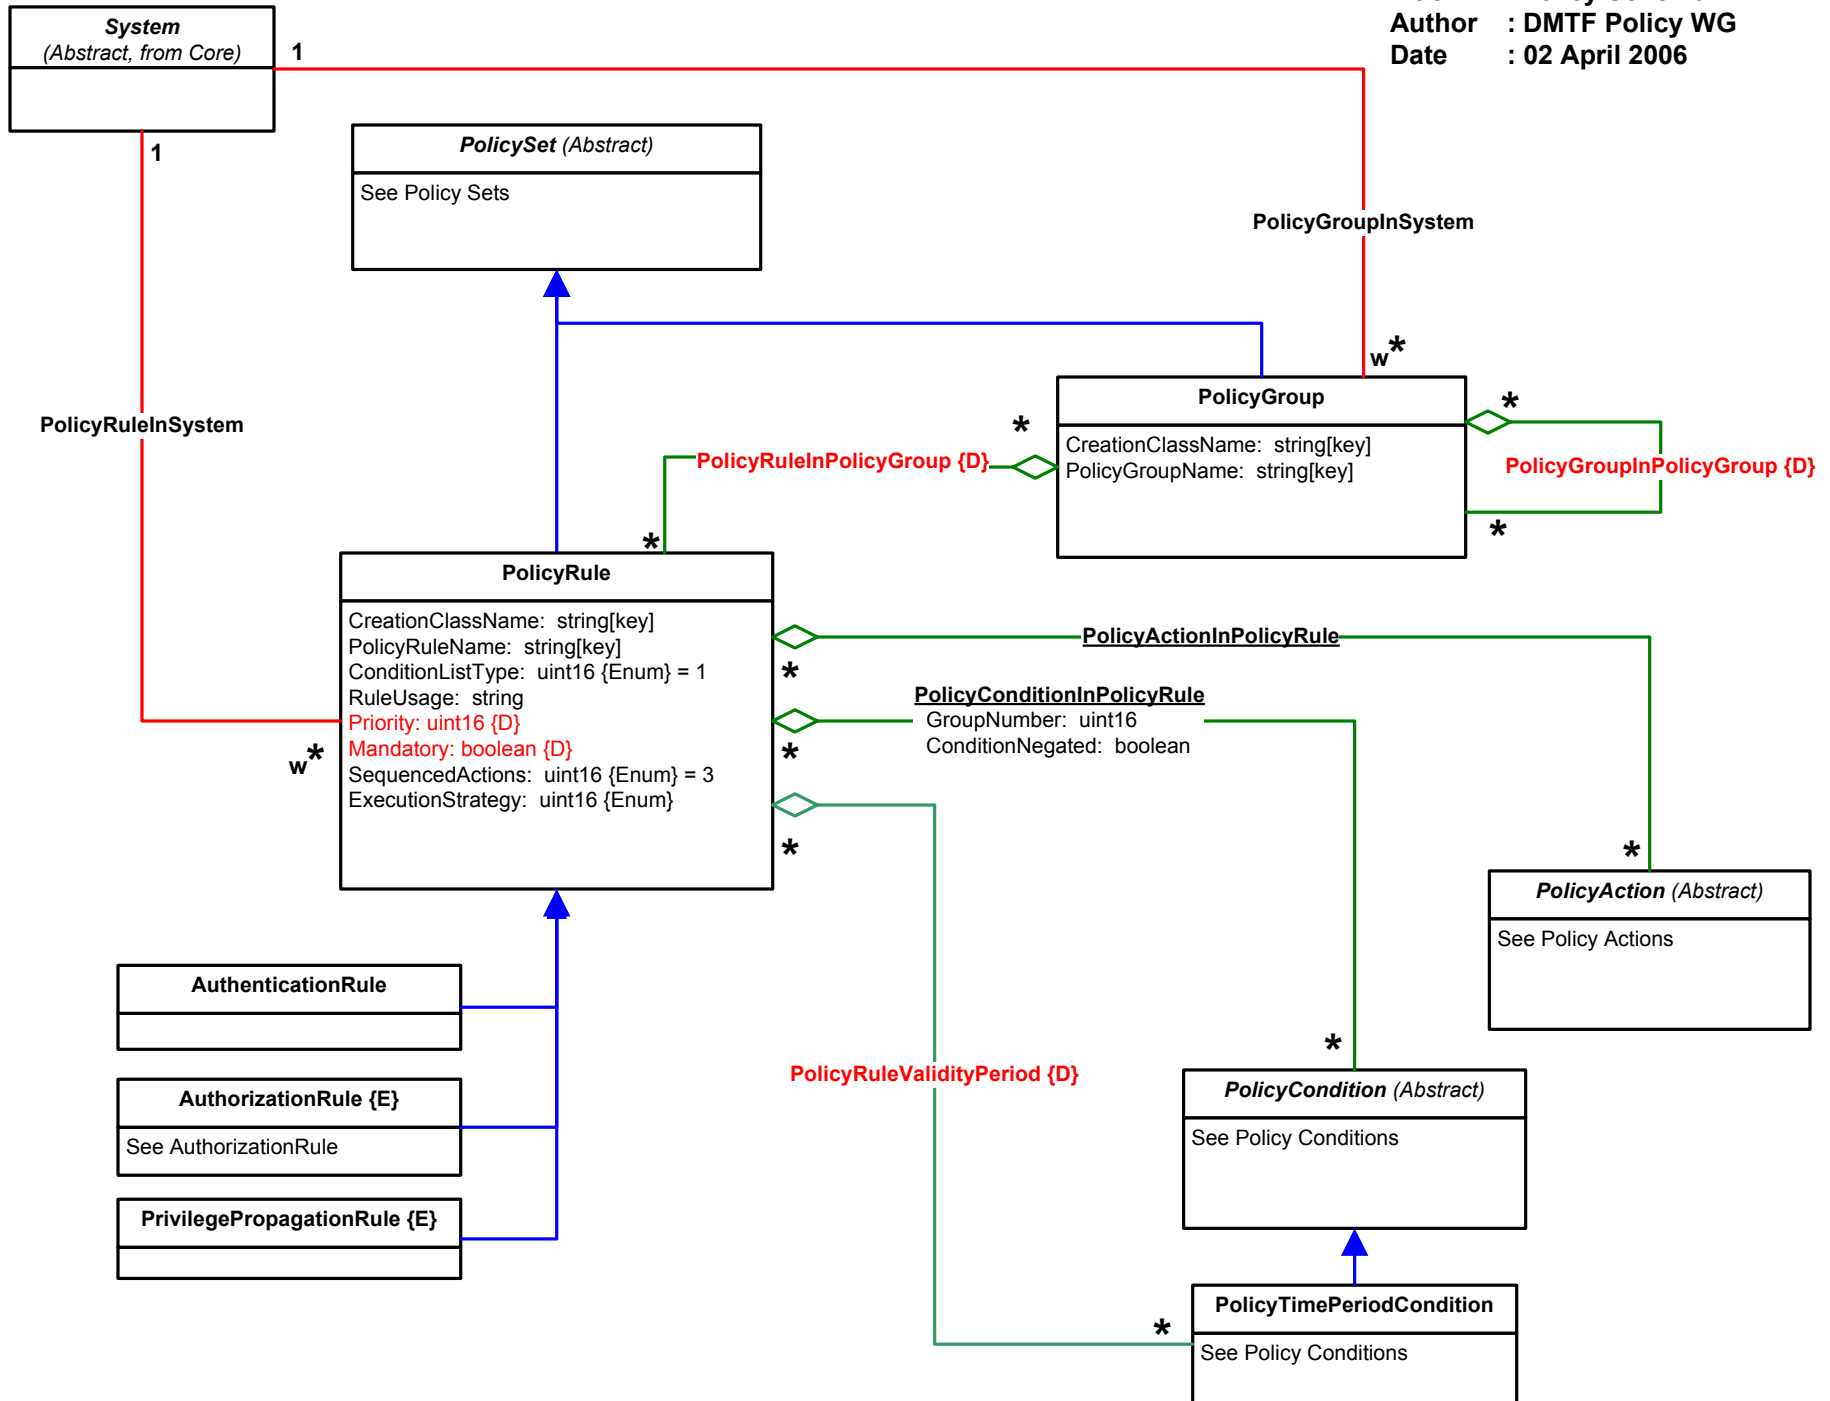 Author : DMTF Policy WG
Date : 02 April 2006
System
(Abstract, from Core)
1
1
PolicySet (Abstract)
See Policy Sets
PolicyGroupInSystem
w*
PolicyGroup
CreationClassName: string[key]
PolicyGroupName: string[key]
*
*
PolicyGroupInPolicyGroup {D}
*
PolicyRuleInPolicyGroup {D}
*
PolicyRuleInSystem
w*
PolicyRule
CreationClassName: string[key]
PolicyRuleName: string[key]
ConditionListType: uint16 {Enum} = 1
RuleUsage: string
Priority: uint16 {D}
Mandatory: boolean {D}
SequencedActions: uint16 {Enum} = 3
ExecutionStrategy: uint16 {Enum}
PolicyActionInPolicyRule
*
PolicyConditionInPolicyRule
GroupNumber: uint16
ConditionNegated: boolean
*
*
*
PolicyAction (Abstract)
See Policy Actions
AuthenticationRule
AuthorizationRule {E}
See AuthorizationRule
PrivilegePropagationRule {E}
PolicyRuleValidityPeriod {D}
*
PolicyCondition (Abstract)
See Policy Conditions
*
PolicyTimePeriodCondition
See Policy Conditions